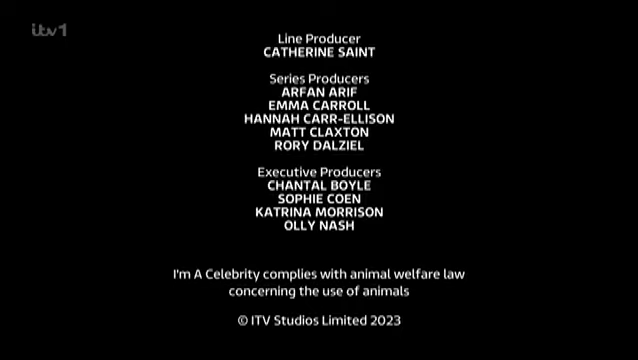 itv1
Line Producer
CATHERINE SAINT
Series Producers
ARFAN ARIF
EMMA CARROLL
HANNAH CARR-ELLISON
MATT CLAXTON
RORY DALZIEL
Executive Producers
CHANTAL BOYLE
SOPHIE COEN
KATRINA MORRISON
OLLY NASH
I'm A Celebrity complies with animal welfare law
concerning the use of animals
© ITV Studios Limited 2023